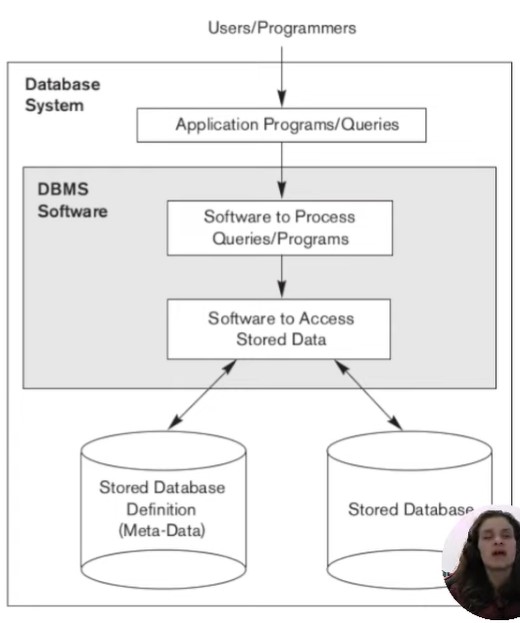 Users/Programmers
Database
System
Application Programs/Queries
DBMS
Software
Software to Process
Queries/Programs
Software to Access
Stored Data
Stored Database
Definition
(Meta-Data)
Stored Database